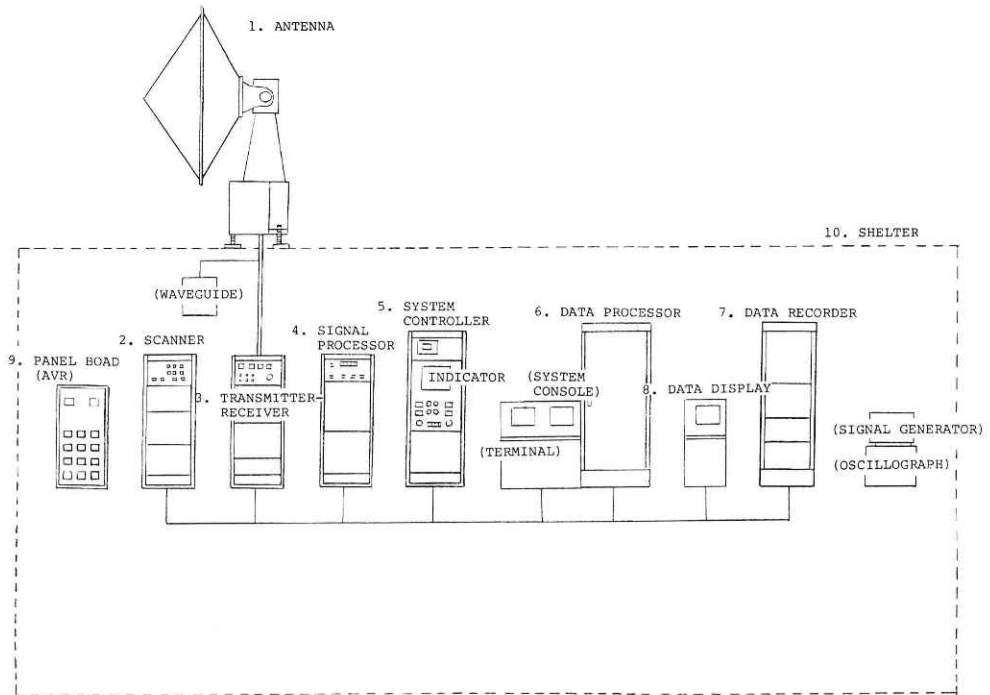 1. ANTENNA
10. SHELTER
(WAVEGUIDE)
5. SYSTEM
CONTROLLER
6. DATA PROCESSOR
7. DATA RECORDER
4. SIGNAL
PROCESSOR
2. SCANNER
9. PANEL BOAD
(AVR)
INDICATOR
(SYSTEM
CONSOLE)
8. DATA DISPLAY
3. TRANSMITTER-
RECEIVER
(SIGNAL GENERATOR)
(TERMINAL)
(OSCILLOGRAPH)